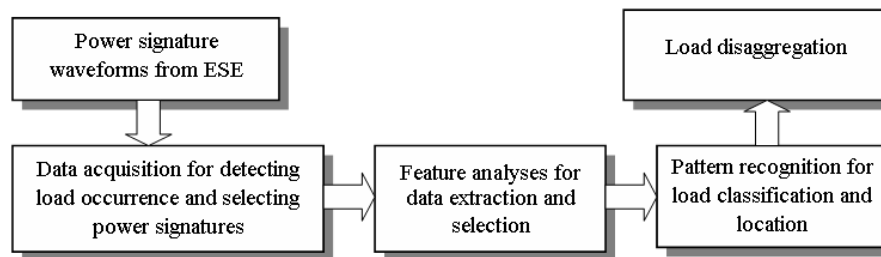 Power signature
waveforms from ESE
Load disaggregation
Data acquisition for detecting
load occurrence and selecting
power signatures
Feature analyses for
data extraction and
selection
Pattern recognition for
load classification and
location